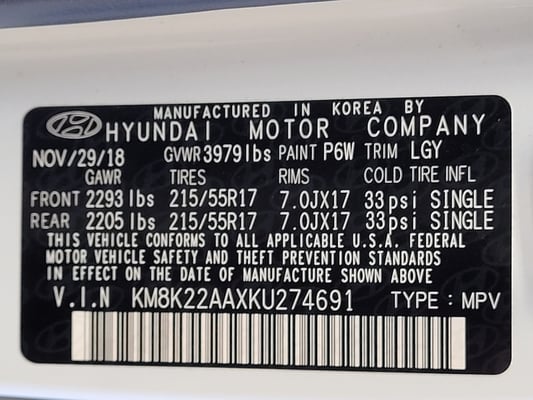 MANUFACTURED IN KOREA BY
HYUNDAI MOTOR COMPANY
NOV/29/18 GVWR 3979 lbs PAINT P6W TRIM LGY
GAWR TIRES RIMS COLD TIRE INFL
FRONT 2293 lbs 215/55R17 7.0JX17 33psi SINGLE
REAR 2205 lbs 215/55R17 7.0JX17 33psi SINGLE
THIS VEHICLE CONFORMS TO ALL APPLICABLE U.S.A. FEDERAL
MOTOR VEHICLE SAFETY AND THEFT PREVENTION STANDARDS
IN EFFECT ON THE DATE OF MANUFACTURE SHOWN ABOVE
V.I.N KM8K22AAXKU274691 TYPE : MPV